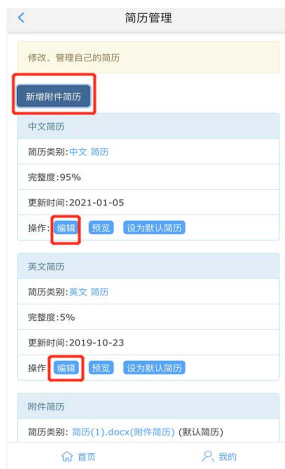 简历管理
修改、管理自己的简历
新增附件简历
中文简历
简历类别:中文 简历
完整度:95%
更新时间:2021-01-05
操作: 编辑 预览 设为默认简历
英文简历
简历类别:英文 简历
完整度:5%
更新时间:2019-10-23
操作 编辑 预览 设为默认简历
附件简历
简历类别: 简历(1).docx(附件简历) (默认简历)
首页 我的